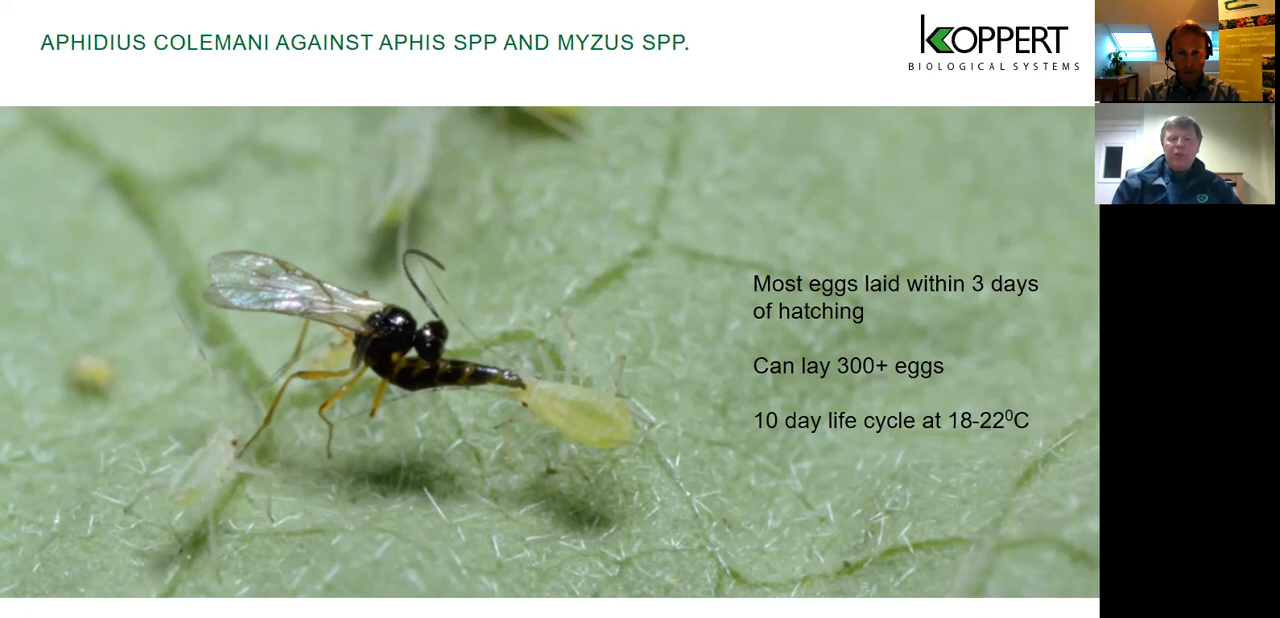 APHIDIUS COLEMANI AGAINST APHIS SPP AND MYZUS SPP.
KOPPERT
BIOLOGICAL SYSTEMS
Most eggs laid within 3 days
of hatching
Can lay 300+ eggs
10 day life cycle at 18-22⁰C